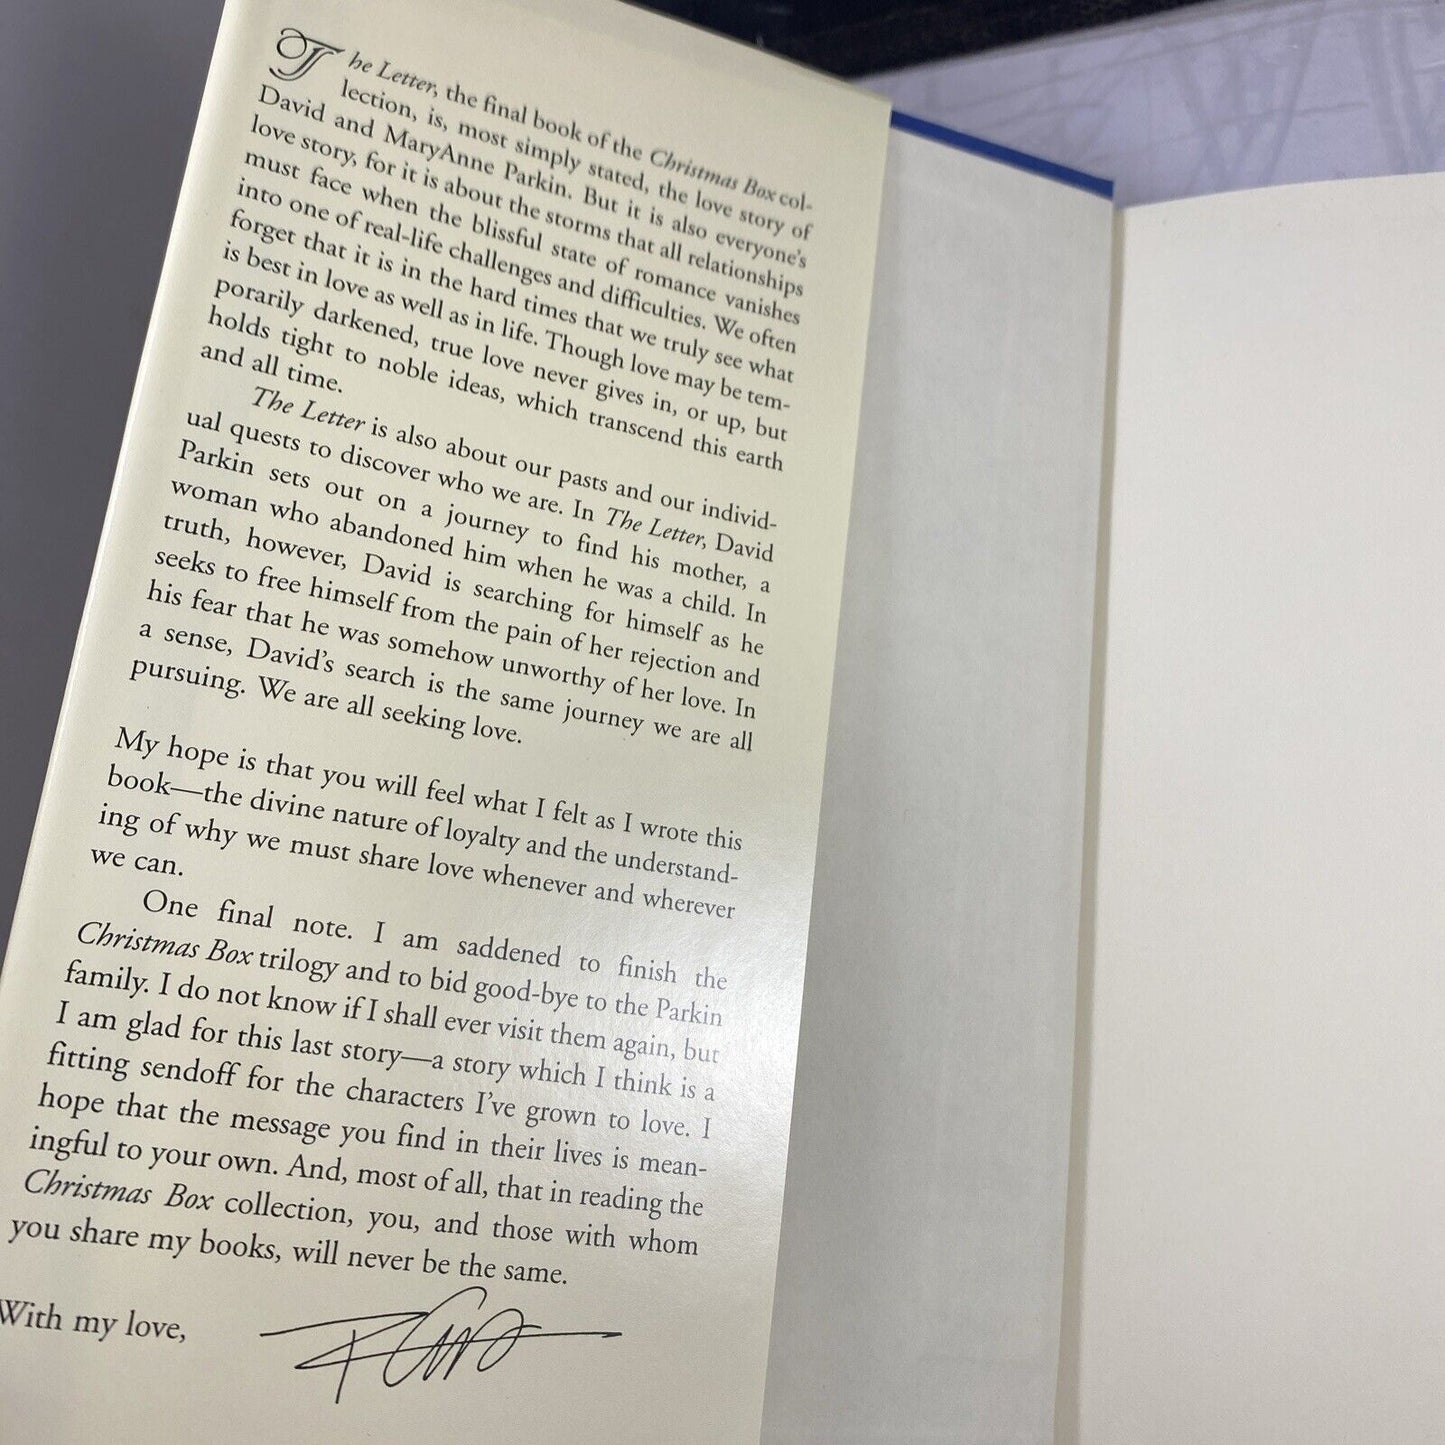 The Letter, the final book of the Christmas Box col-
lection, is, most simply stated, the love story of
David and MaryAnne Parkin. But it is also everyone's
love story, for it is about the storms that all relationships
must face when the blissful state of romance vanishes
into one of real-life challenges and difficulties. We often
forget that it is in the hard times that we truly see what
is best in love as well as in life. Though love may be tem-
porarily darkened, true love never gives in, or up, but
holds tight to noble ideas, which transcend this earth
and all time.
The Letter is also about our pasts and our individ-
ual quests to discover who we are. In The Letter, David
Parkin sets out on a journey to find his mother, a
woman who abandoned him when he was a child. In
truth, however, David is searching for himself as he
seeks to free himself from the pain of her rejection and
his fear that he was somehow unworthy of her love. In
a sense, David's search is the same journey we are all
pursuing. We are all seeking love.
My hope is that you will feel what I felt as I wrote this
book—the divine nature of loyalty and the understand-
ing of why we must share love whenever and wherever
we can.
One final note. I am saddened to finish the
Christmas Box trilogy and to bid good-bye to the Parkin
family. I do not know if I shall ever visit them again, but
I am glad for this last story—a story which I think is a
fitting sendoff for the characters I've grown to love. I
hope that the message you find in their lives is mean-
ingful to your own. And, most of all, that in reading the
Christmas Box collection, you, and those with whom
you share my books, will never be the same.
With my love,